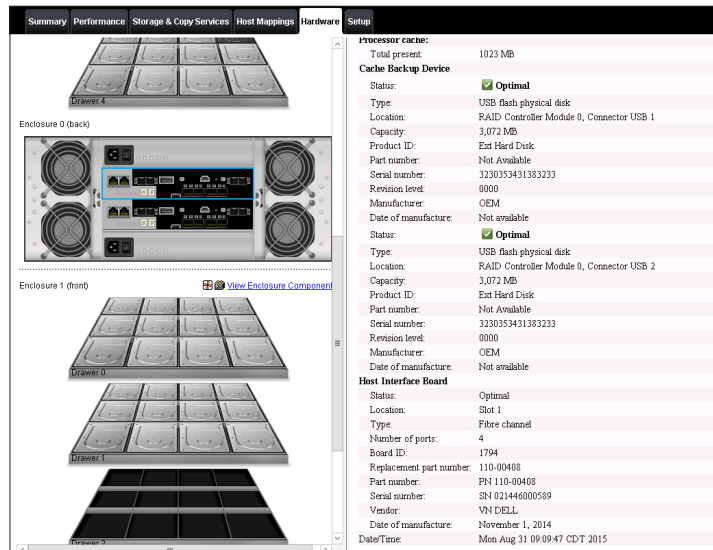 Summary Performance Storage & Copy Services Host Mappings Hardware Setup
Drawer 4
Enclosure 0 (back)
Enclosure 1 (front) View Enclosure Component
Drawer 0
Drawer 1
Drawer 2
Processor cache:
Total present: 1023 MB
Cache Backup Device
Status: Optimal
Type: USB flash physical disk
Location: RAID Controller Module 0, Connector USB 1
Capacity: 3,072 MB
Product ID: Ext Hard Disk
Part number: Not Available
Serial number: 3230353431383233
Revision level: 0000
Manufacturer: OEM
Date of manufacture: Not available
Status: Optimal
Type: USB flash physical disk
Location: RAID Controller Module 0, Connector USB 2
Capacity: 3,072 MB
Product ID: Ext Hard Disk
Part number: Not Available
Serial number: 3230353431383233
Revision level: 0000
Manufacturer: OEM
Date of manufacture: Not available
Host Interface Board
Status: Optimal
Location: Slot 1
Type: Fibre channel
Number of ports: 4
Board ID: 1794
Replacement part number: 110-00408
Part number: PN 110-00408
Serial number: SN 021446000589
Vendor: VN DELL
Date of manufacture: November 1, 2014
Date/Time: Mon Aug 31 09:09:47 CDT 2015